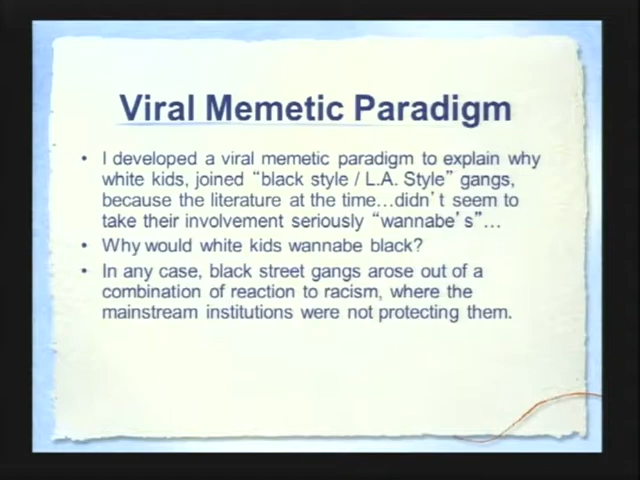 Viral Memetic Paradigm
• I developed a viral memetic paradigm to explain why
white kids, joined “black style / L.A. Style” gangs,
because the literature at the time…didn’t seem to
take their involvement seriously “wannabe’s”…
• Why would white kids wannabe black?
• In any case, black street gangs arose out of a
combination of reaction to racism, where the
mainstream institutions were not protecting them.